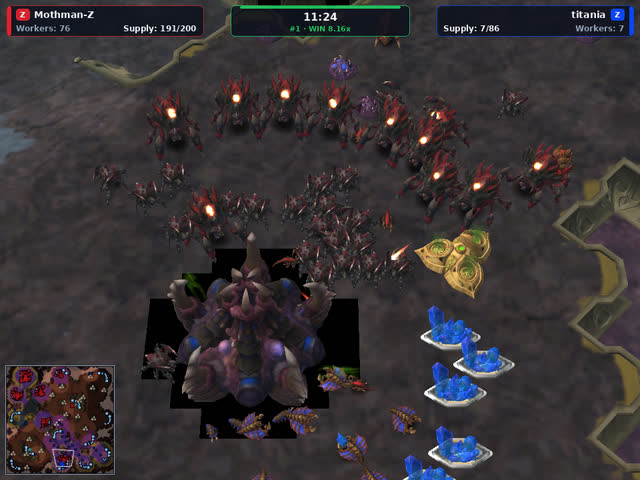 Z Mothman-Z
Workers: 76 Supply: 191/200
11:24
#1 · WIN 8.16x
titania Z
Supply: 7/86 Workers: 7